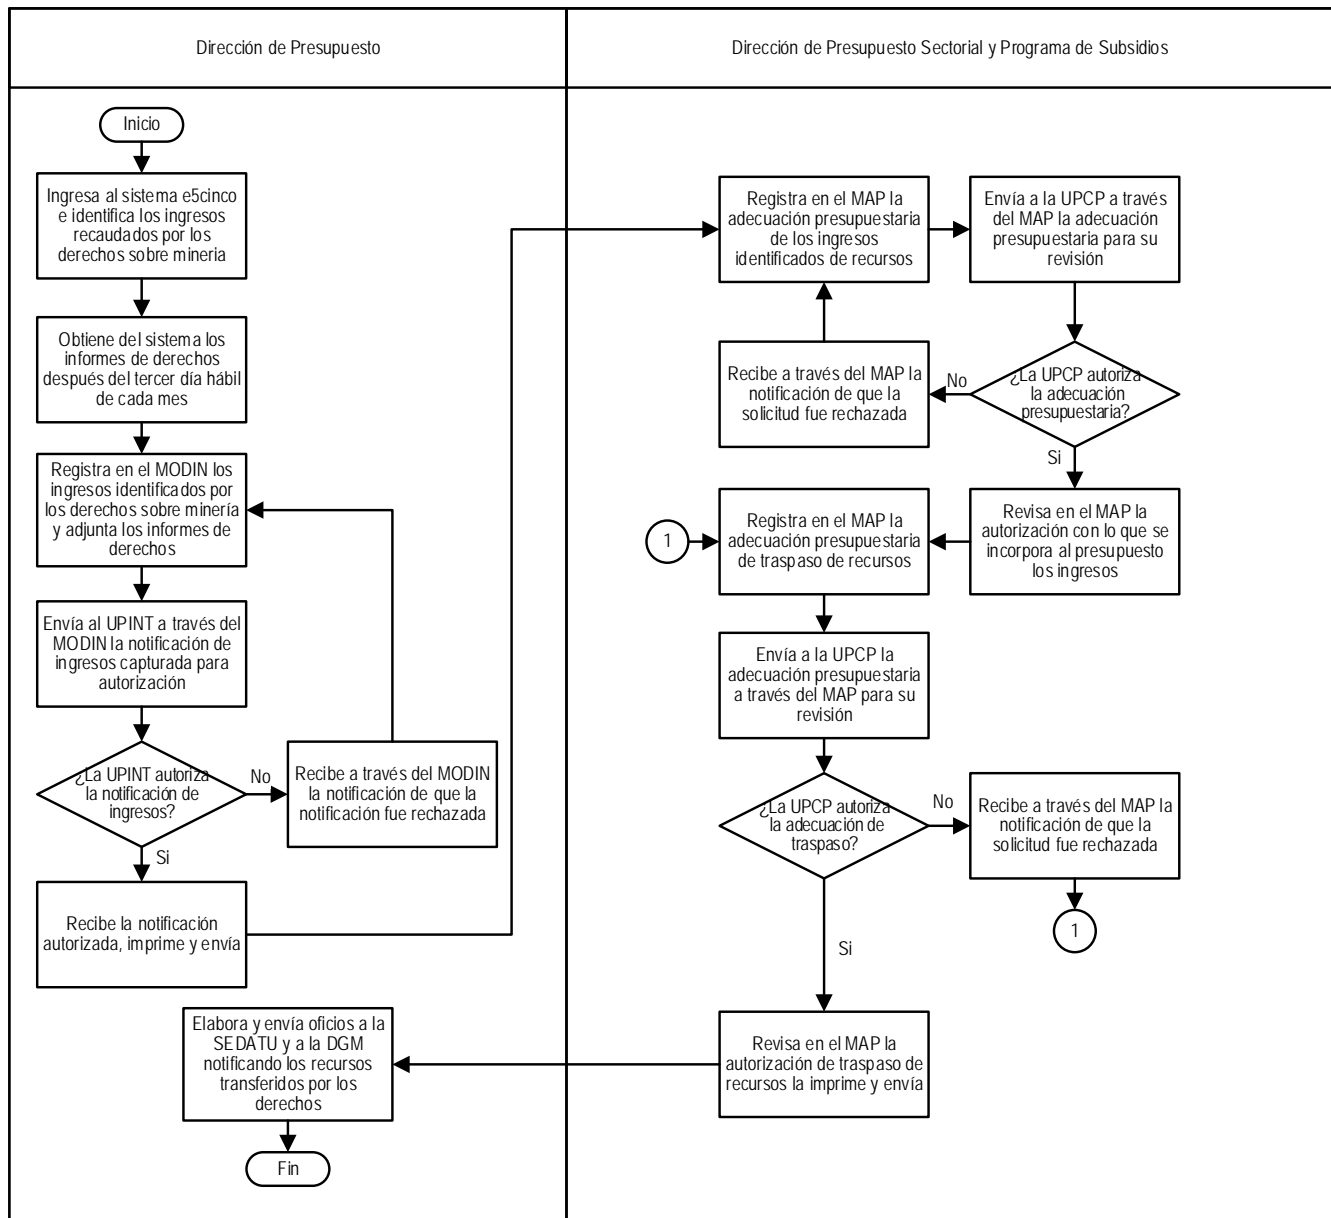 Dirección de Presupuesto
Dirección de Presupuesto Sectorial y Programa de Subsidios
Inicio
Ingresa al sistema e5cinco
e identifica los ingresos
recaudados por los
derechos sobre mineria
Obtiene del sistema los
informes de derechos
después del tercer día hábil
de cada mes
Registra en el MODIN los
ingresos identificados por
los derechos sobre minería
y adjunta los informes de
derechos
Envía al UPINT a través del
MODIN la notificación de
ingresos capturada para
autorización
¿La UPINT autoriza
la notificación de
ingresos?
No
Recibe a través del MODIN
la notificación de que la
notificación fue rechazada
Si
Recibe la notificación
autorizada, imprime y envía
Registra en el MAP la
adecuación presupuestaria
de los ingresos
identificados de recursos
Envía a la UPCP a través
del MAP la adecuación
presupuestaria para su
revisión
¿La UPCP autoriza
la adecuación
presupuestaria?
No
Recibe a través del MAP la
notificación de que la
solicitud fue rechazada
Si
Revisa en el MAP la
autorización con lo que se
incorpora al presupuesto
los ingresos
1
Registra en el MAP la
adecuación presupuestaria
de traspaso de recursos
Envía a la UPCP la
adecuación presupuestaria
a través del MAP para su
revisión
¿La UPCP autoriza
la adecuación de
traspaso?
No
Recibe a través del MAP la
notificación de que la
solicitud fue rechazada
1
Si
Revisa en el MAP la
autorización de traspaso de
recursos la imprime y envía
Elabora y envía oficios a la
SEDATU y a la DGM
notificando los recursos
transferidos por los
derechos
Fin